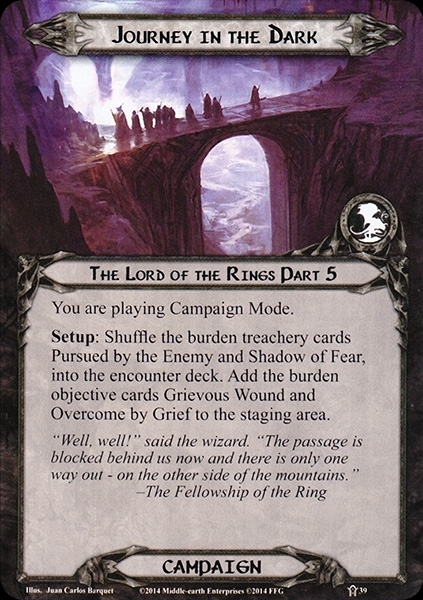 Journey in the Dark
The Lord of the Rings Part 5
You are playing Campaign Mode.
Setup: Shuffle the burden treachery cards
Pursued by the Enemy and Shadow of Fear,
into the encounter deck. Add the burden
objective cards Grievous Wound and
Overcome by Grief to the staging area.
“Well, well!” said the wizard. “The passage is
blocked behind us now and there is only one
way out - on the other side of the mountains.”
–The Fellowship of the Ring
CAMPAIGN
Illus. Juan Carlos Barquet ©2014 Middle-earth Enterprises ©2014 FFG 39